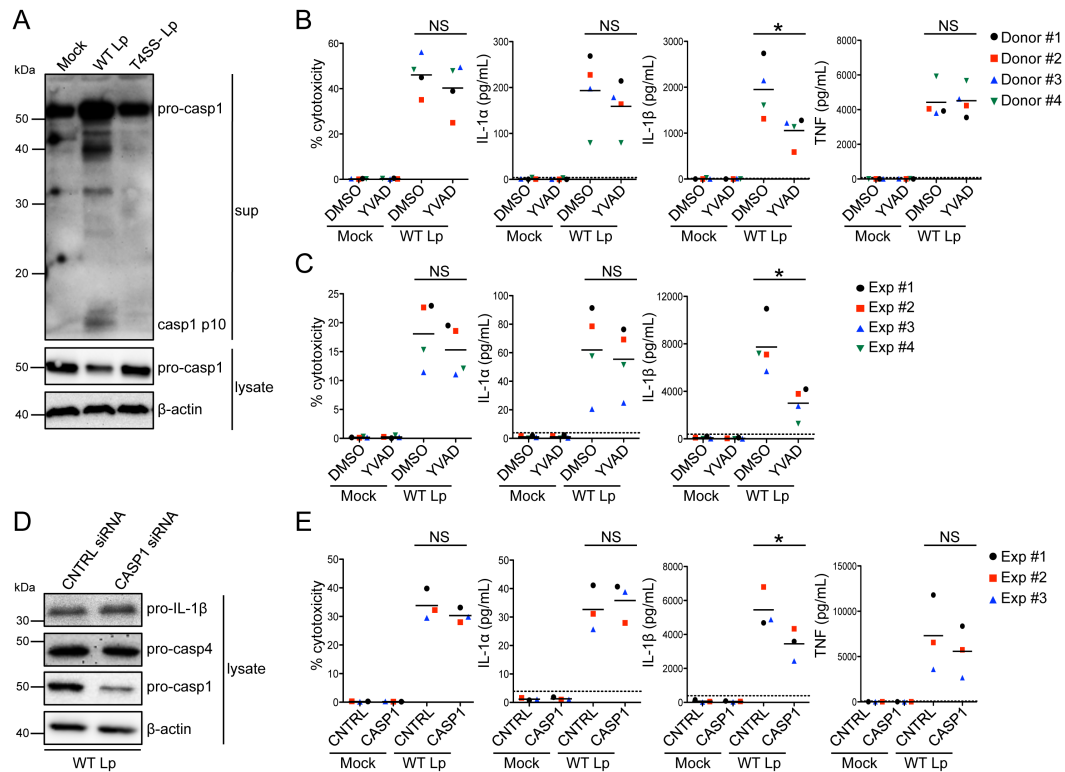 A
Mock
WT Lp
T4SS- Lp
kDa
50
40
30
20
pro-casp1
casp1 p10
sup
50
pro-casp1
40
β-actin
lysate
B
NS
% cytotoxicity
60
40
20
0
DMSO
YVAD
DMSO
YVAD
Mock
WT Lp
NS
IL-1α (pg/mL)
300
200
100
0
DMSO
YVAD
DMSO
YVAD
Mock
WT Lp
*
IL-1β (pg/mL)
3000
2000
1000
0
DMSO
YVAD
DMSO
YVAD
Mock
WT Lp
NS
TNF (pg/mL)
8000
6000
4000
2000
0
DMSO
YVAD
DMSO
YVAD
Mock
WT Lp
Donor #1
Donor #2
Donor #3
Donor #4
C
NS
% cytotoxicity
25
20
15
10
5
0
DMSO
YVAD
DMSO
YVAD
Mock
WT Lp
NS
IL-1α (pg/mL)
100
80
60
40
20
0
DMSO
YVAD
DMSO
YVAD
Mock
WT Lp
*
IL-1β (pg/mL)
12000
9000
6000
3000
0
DMSO
YVAD
DMSO
YVAD
Mock
WT Lp
Exp #1
Exp #2
Exp #3
Exp #4
D
CNTRL siRNA
CASP1 siRNA
kDa
30
pro-IL-1β
50
pro-casp4
50
pro-casp1
40
β-actin
lysate
WT Lp
E
NS
% cytotoxicity
50
40
30
20
10
0
CNTRL
CASP1
CNTRL
CASP1
Mock
WT Lp
NS
IL-1α (pg/mL)
50
40
30
20
10
0
CNTRL
CASP1
CNTRL
CASP1
Mock
WT Lp
*
IL-1β (pg/mL)
8000
6000
4000
2000
0
CNTRL
CASP1
CNTRL
CASP1
Mock
WT Lp
NS
TNF (pg/mL)
15000
10000
5000
0
CNTRL
CASP1
CNTRL
CASP1
Mock
WT Lp
Exp #1
Exp #2
Exp #3